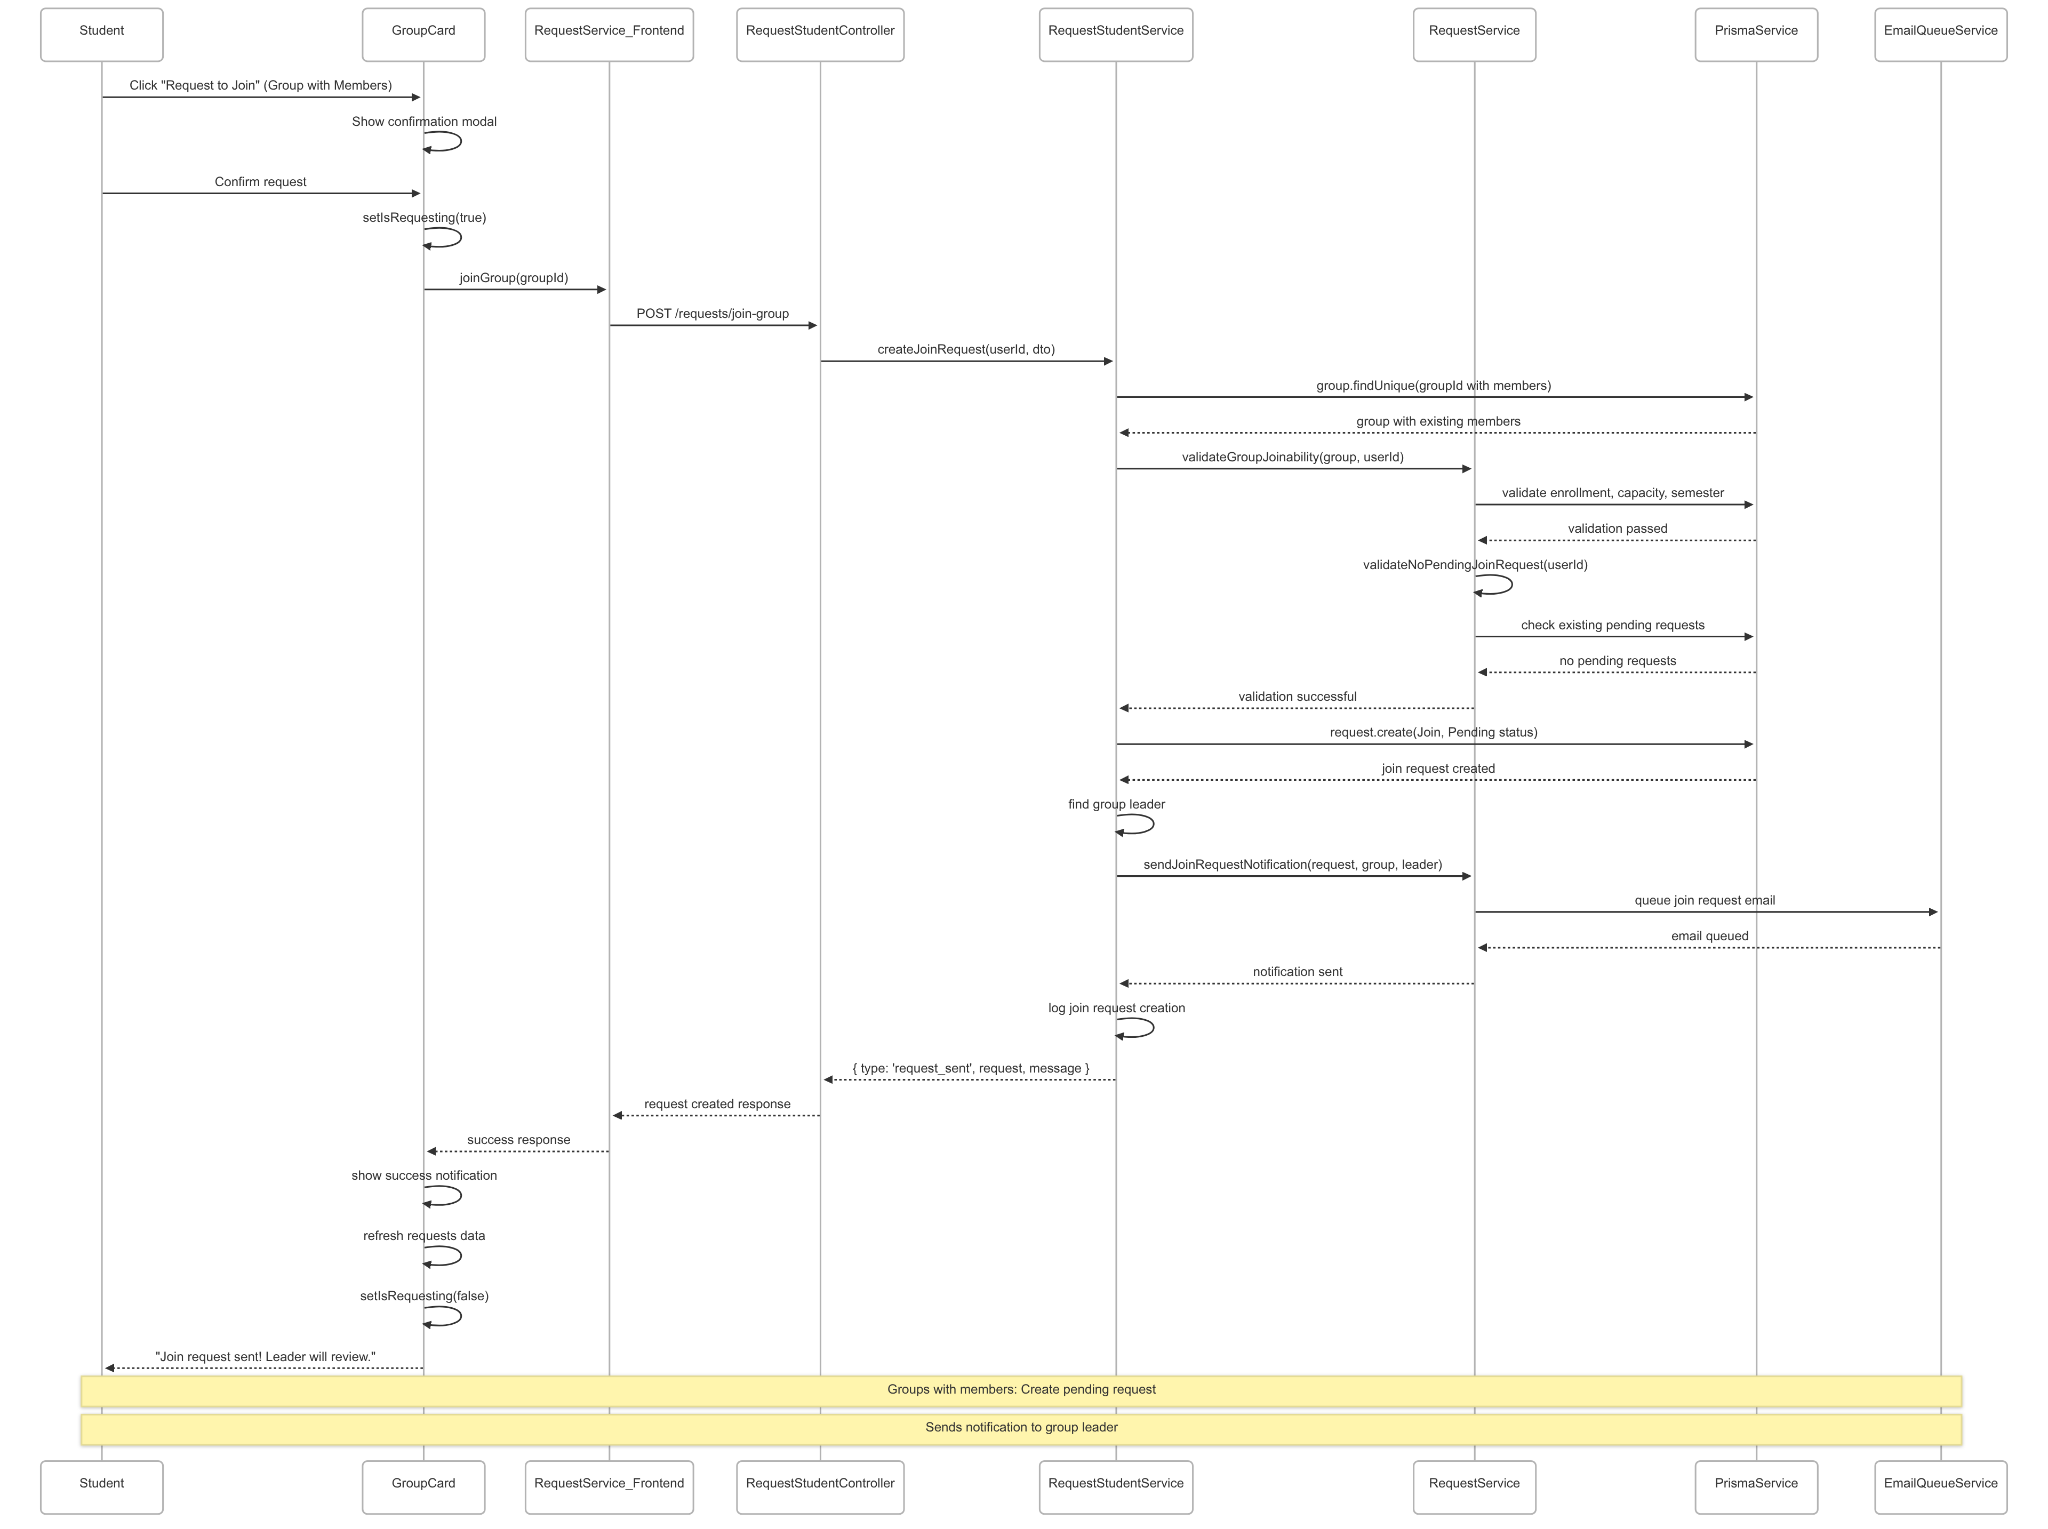 Student
GroupCard
RequestService_Frontend
RequestStudentController
RequestStudentService
RequestService
PrismaService
EmailQueueService
Click "Request to Join" (Group with Members)
Show confirmation modal
Confirm request
setIsRequesting(true)
joinGroup(groupId)
POST /requests/join-group
createJoinRequest(userId, dto)
group.findUnique(groupId with members)
group with existing members
validateGroupJoinability(group, userId)
validate enrollment, capacity, semester
validation passed
validateNoPendingJoinRequest(userId)
check existing pending requests
no pending requests
validation successful
request.create(Join, Pending status)
join request created
find group leader
sendJoinRequestNotification(request, group, leader)
queue join request email
email queued
notification sent
log join request creation
{ type: 'request_sent', request, message }
request created response
success response
show success notification
refresh requests data
setIsRequesting(false)
"Join request sent! Leader will review."
Groups with members: Create pending request
Sends notification to group leader
Student
GroupCard
RequestService_Frontend
RequestStudentController
RequestStudentService
RequestService
PrismaService
EmailQueueService